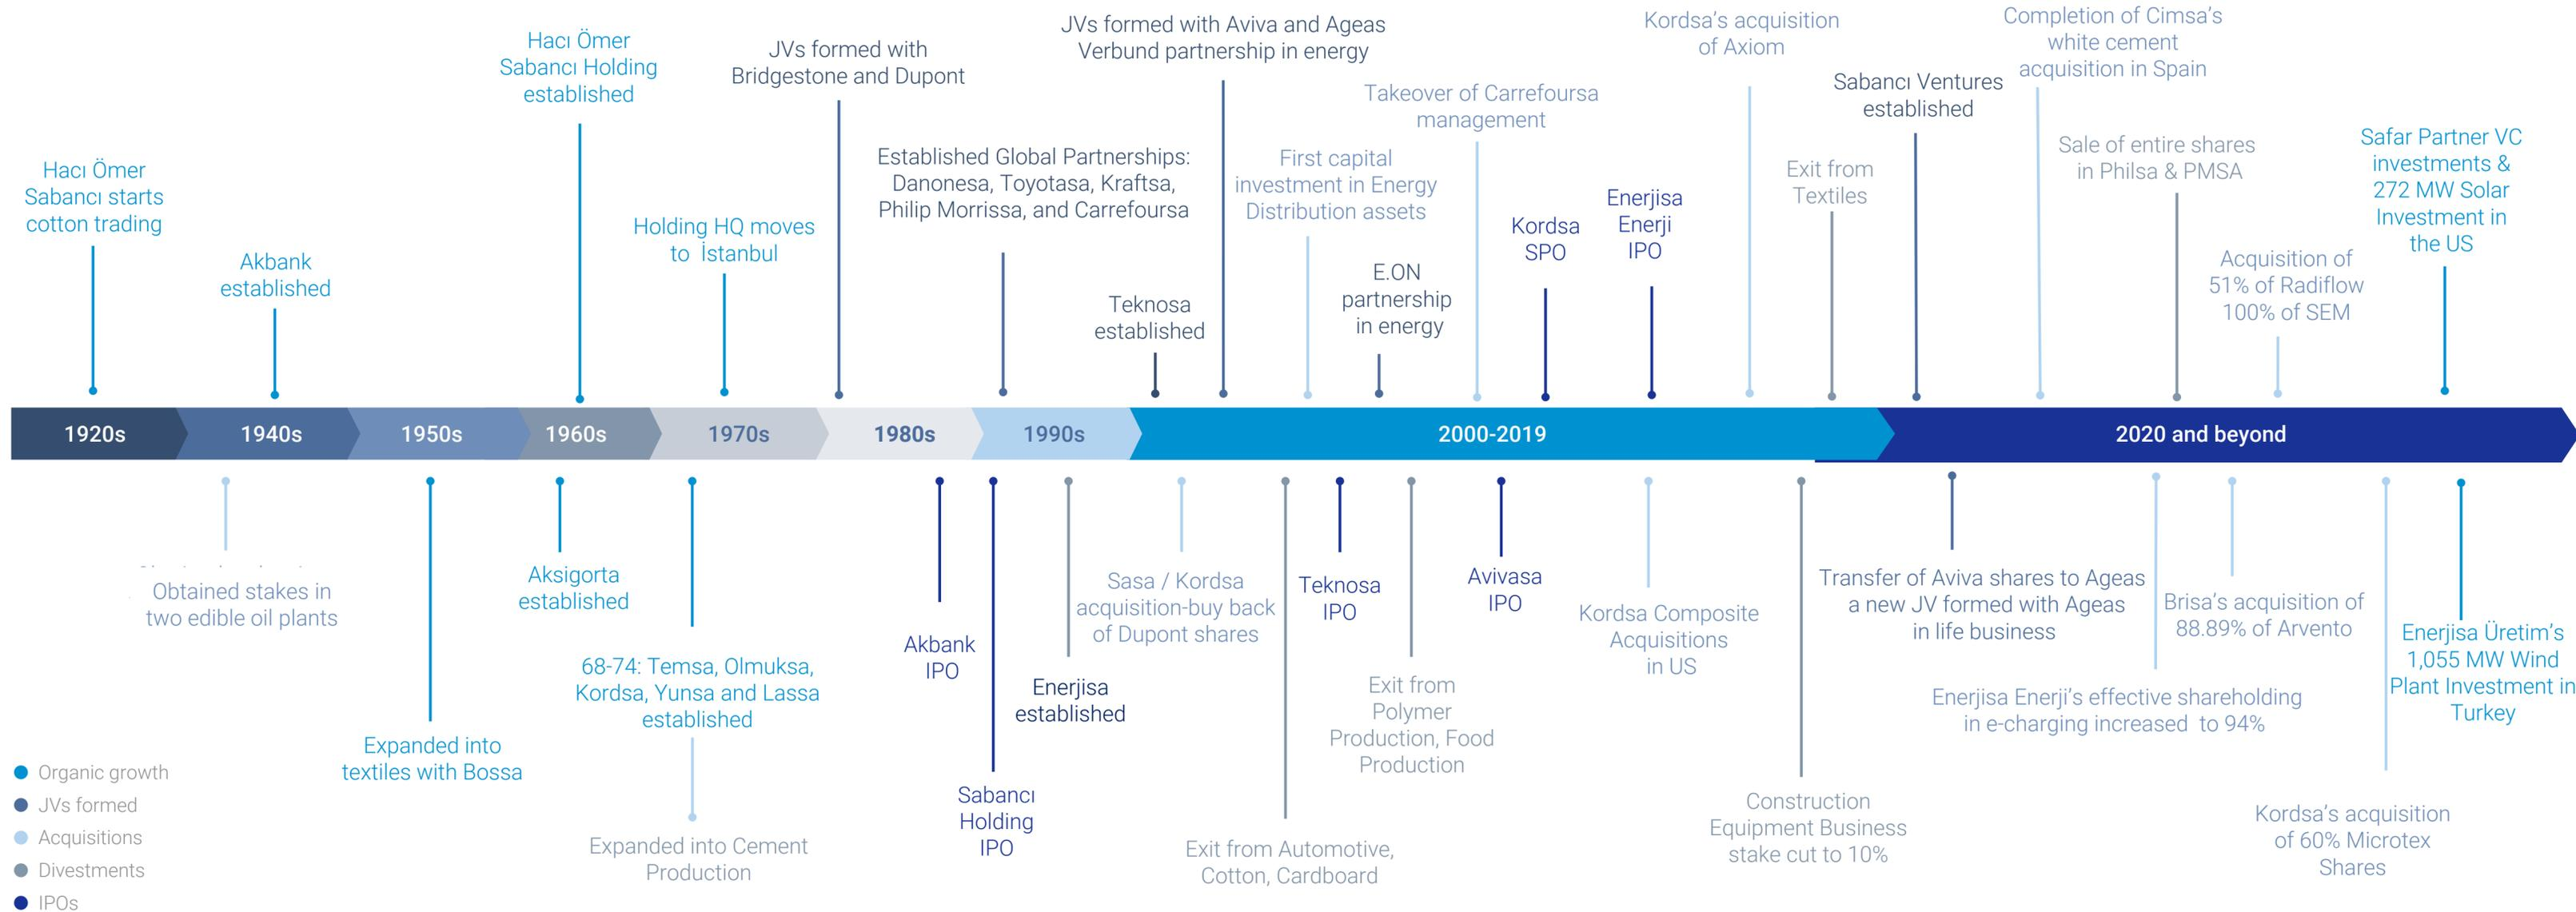 JVs formed with Aviva and Ageas
Verbund partnership in energy
Kordsa’s acquisition
of Axiom
Completion of Cimsa’s
white cement
acquisition in Spain
Hacı Ömer
Sabancı Holding
established
JVs formed with
Bridgestone and Dupont
Takeover of Carrefoursa
management
Sabancı Ventures
established
Sale of entire shares
in Philsa & PMSA
Safar Partner VC
investments &
272 MW Solar
Investment in
the US
Hacı Ömer
Sabancı starts
cotton trading
Established Global Partnerships:
Danonesa, Toyotasa, Kraftsa,
Philip Morrissa, and Carrefoursa
First capital
investment in Energy
Distribution assets
Exit from
Textiles
Enerjisa
Enerji
IPO
Kordsa
SPO
Holding HQ moves
to İstanbul
Akbank
established
E.ON
partnership
in energy
Acquisition of
51% of Radiflow
100% of SEM
Teknosa
established
1920s
1940s
1950s
1960s
1970s
1980s
1990s
2000-2019
2020 and beyond
Obtained stakes in
two edible oil plants
Aksigorta
established
Sasa / Kordsa
acquisition-buy back
of Dupont shares
Teknosa
IPO
Avivasa
IPO
Kordsa Composite
Acquisitions
in US
Transfer of Aviva shares to Ageas
a new JV formed with Ageas
in life business
Brisa’s acquisition of
88.89% of Arvento
Enerjisa Üretim’s
1,055 MW Wind
Plant Investment in
Turkey
68-74: Temsa, Olmuksa,
Kordsa, Yunsa and Lassa
established
Akbank
IPO
Enerjisa
established
Exit from
Polymer
Production, Food
Production
Enerjisa Enerji’s effective shareholding
in e-charging increased to 94%
Expanded into
textiles with Bossa
Sabancı
Holding
IPO
Construction
Equipment Business
stake cut to 10%
Kordsa’s acquisition
of 60% Microtex
Shares
Expanded into Cement
Production
Exit from Automotive,
Cotton, Cardboard
Organic growth
JVs formed
Acquisitions
Divestments
IPOs